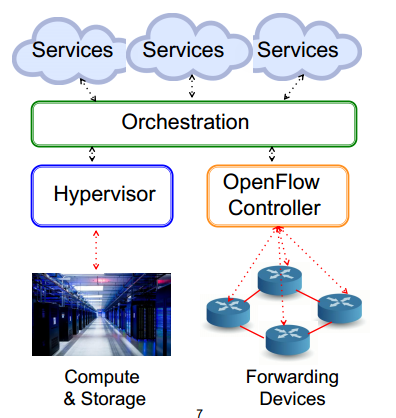 Services
Services
Services
Orchestration
Hypervisor
OpenFlow
Controller
Compute
& Storage
Forwarding
Devices
7